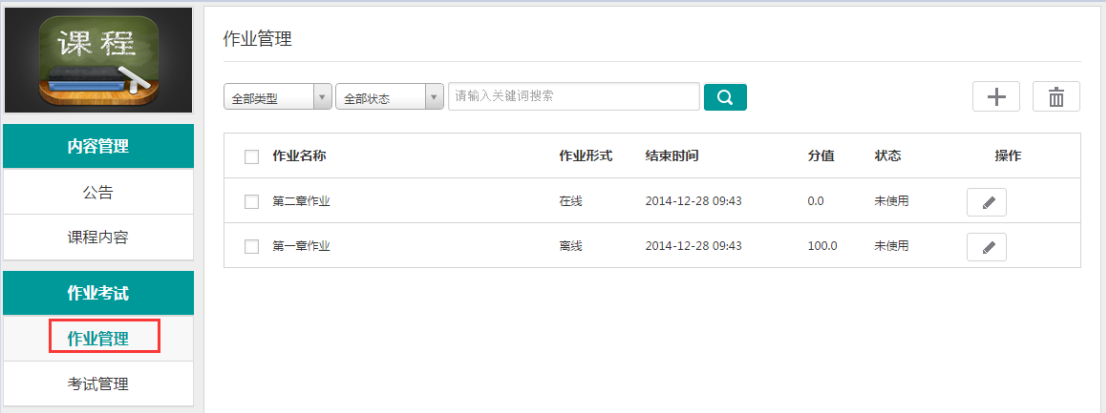 课程
内容管理
公告
课程内容
作业考试
作业管理
考试管理
作业管理
全部类型 全部状态 请输入关键词搜索
作业名称 作业形式 结束时间 分值 状态 操作
第二章作业 在线 2014-12-28 09:43 0.0 未使用
第一章作业 离线 2014-12-28 09:43 100.0 未使用